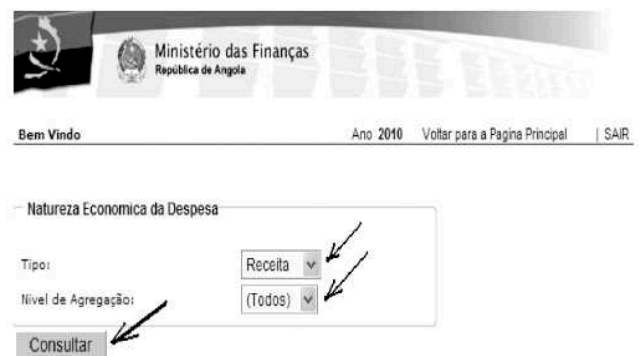 Ministério das Finanças
República de Angola
Bem Vindo Ano 2010 Voltar para a Pagina Principal | SAIR
Natureza Economica da Despesa
Tipo: Receita
Nivel de Agregação: (Todos)
Consultar